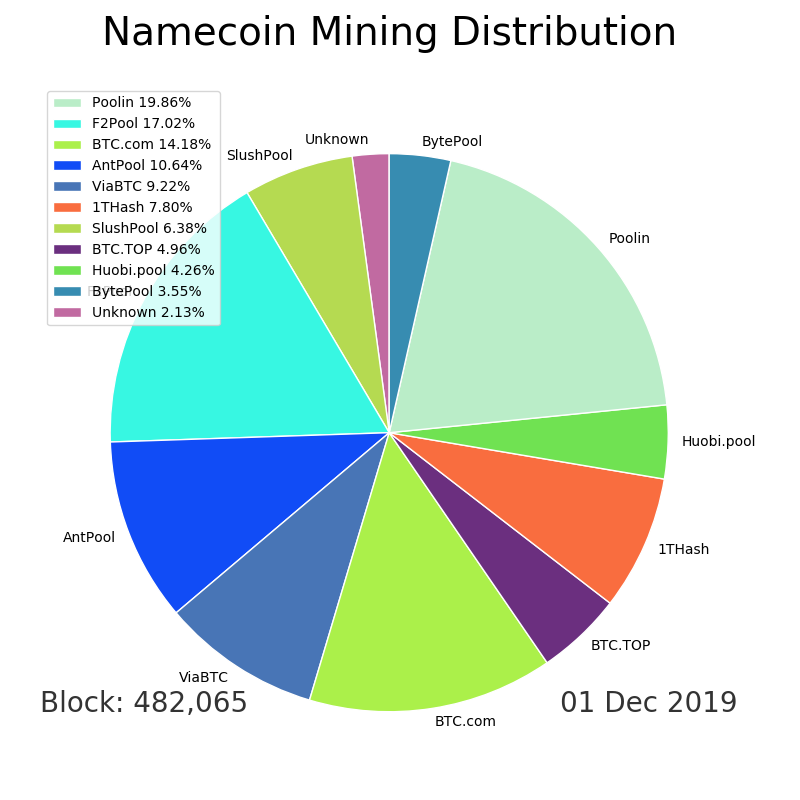 Namecoin Mining Distribution
Poolin 19.86%
F2Pool 17.02%
BTC.com 14.18%
AntPool 10.64%
ViaBTC 9.22%
1THash 7.80%
SlushPool 6.38%
BTC.TOP 4.96%
Huobi.pool 4.26%
BytePool 3.55%
Unknown 2.13%
Unknown
BytePool
SlushPool
Poolin
Huobi.pool
AntPool
1THash
BTC.TOP
ViaBTC
BTC.com
Block: 482,065
01 Dec 2019